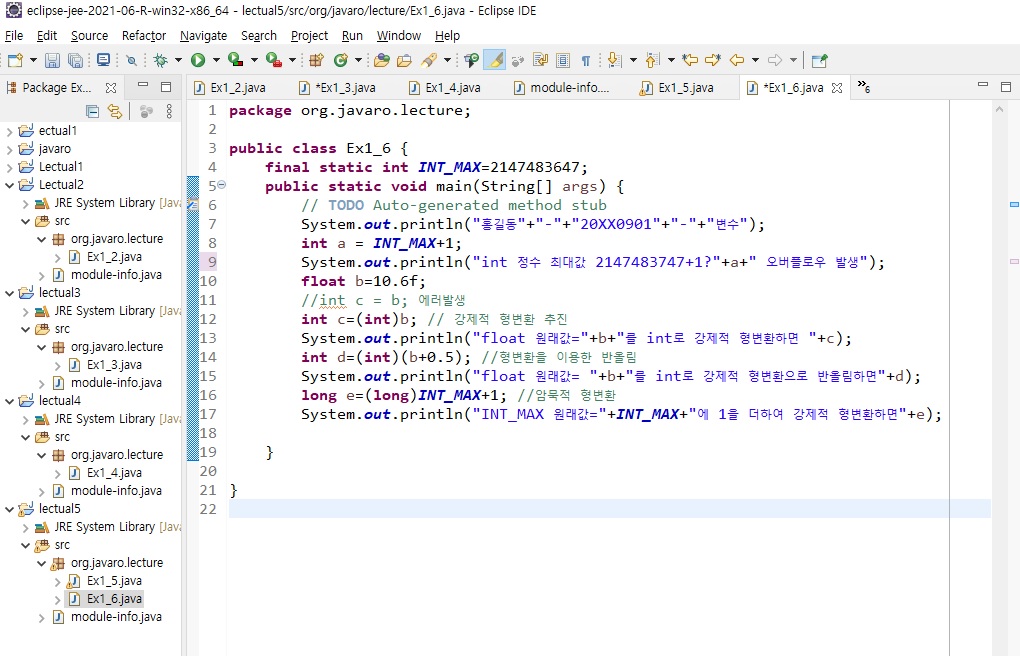 eclipse-jee-2021-06-R-win32-x86_64 - lectual5/src/org/javaro/lecture/Ex1_6.java - Eclipse IDE
File Edit Source Refactor Navigate Search Project Run Window Help
Package Ex...
Ex1_2.java *Ex1_3.java Ex1_4.java module-info.... Ex1_5.java *Ex1_6.java »6
ectual1
javaro
Lectual1
Lectual2
JRE System Library [Java
src
org.javaro.lecture
Ex1_2.java
module-info.java
lectual3
JRE System Library [Java
src
org.javaro.lecture
Ex1_3.java
module-info.java
lectual4
JRE System Library [Java
src
org.javaro.lecture
Ex1_4.java
module-info.java
lectual5
JRE System Library [Java
src
org.javaro.lecture
Ex1_5.java
Ex1_6.java
module-info.java
1 package org.javaro.lecture;
2
3 public class Ex1_6 {
4 final static int INT_MAX=2147483647;
5 public static void main(String[] args) {
6 // TODO Auto-generated method stub
7 System.out.println("홍길동"+"-"+"20XX0901"+"-"+"변수");
8 int a = INT_MAX+1;
9 System.out.println("int 정수 최대값 2147483747+1?"+a+" 오버플로우 발생");
10 float b=10.6f;
11 //int c = b; 에러발생
12 int c=(int)b; // 강제적 형변환 추진
13 System.out.println("float 원래값="+b+"를 int로 강제적 형변환하면 "+c);
14 int d=(int)(b+0.5); //형변환을 이용한 반올림
15 System.out.println("float 원래값= "+b+"를 int로 강제적 형변환으로 반올림하면"+d);
16 long e=(long)INT_MAX+1; //암묵적 형변환
17 System.out.println("INT_MAX 원래값="+INT_MAX+"에 1을 더하여 강제적 형변환하면"+e);
18
19 }
20
21 }
22